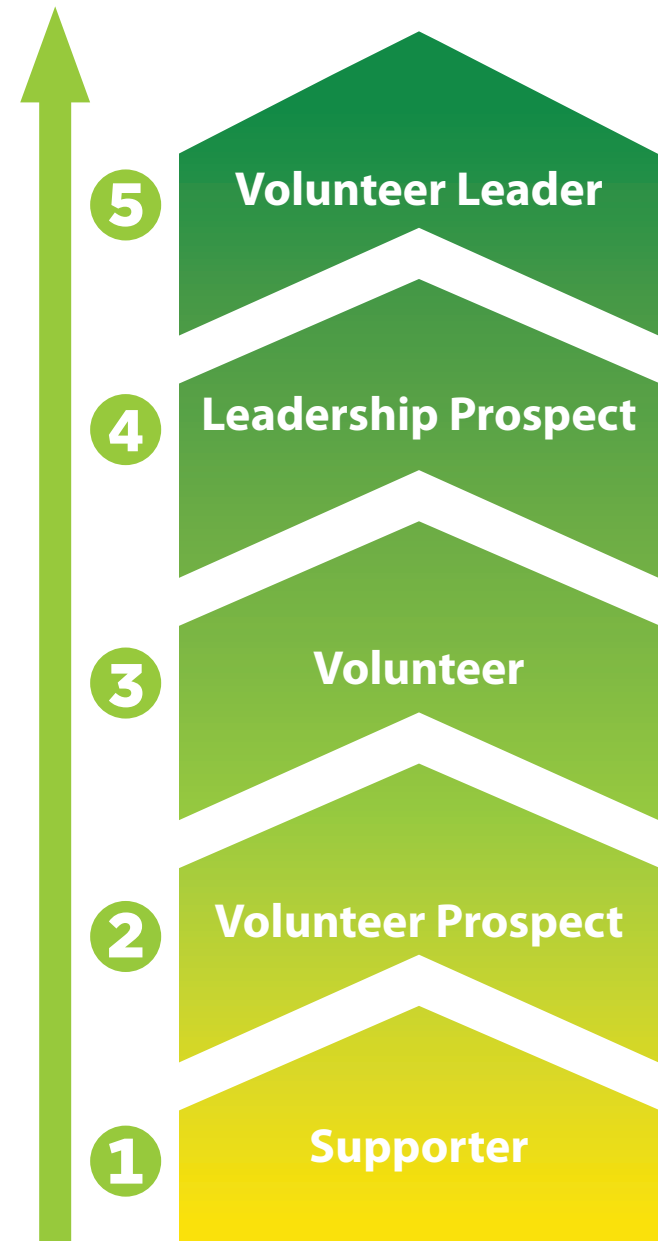 5 Volunteer Leader
4 Leadership Prospect
3 Volunteer
2 Volunteer Prospect
1 Supporter